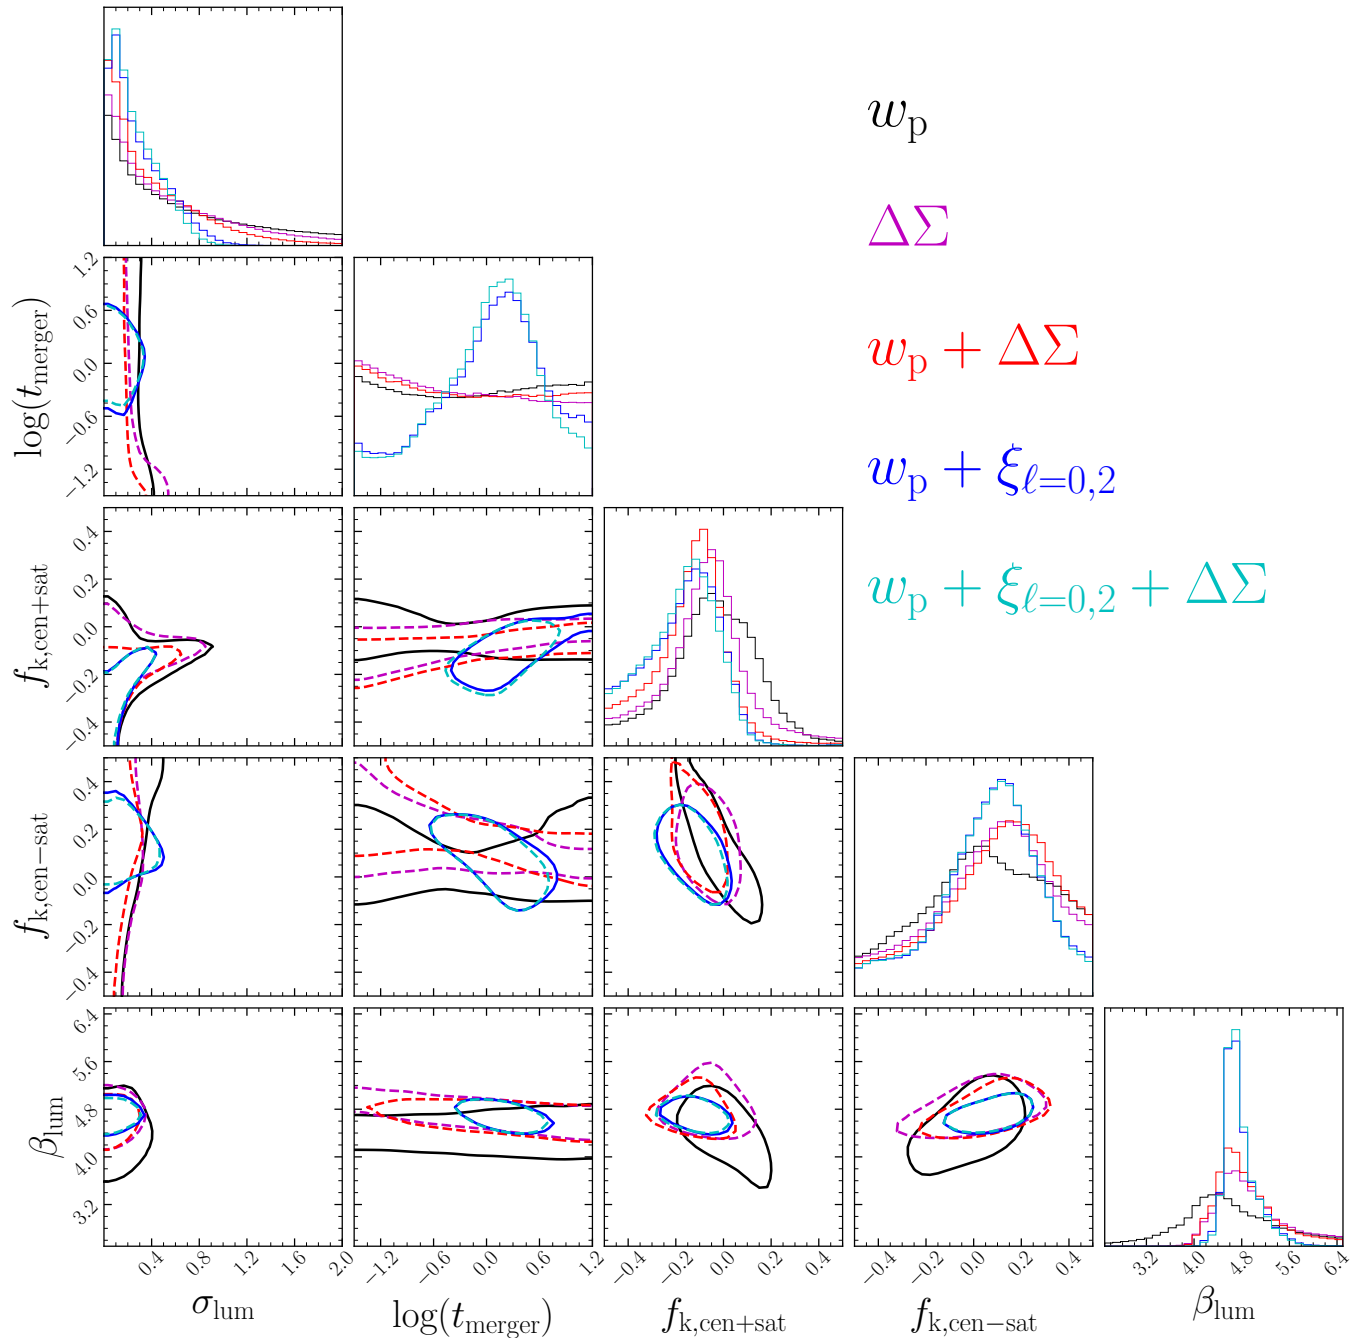 w_p
ΔΣ
w_p + ΔΣ
w_p + ξ_{ℓ=0,2}
w_p + ξ_{ℓ=0,2} + ΔΣ
log(t_merger)
1.2
0.6
0.0
−0.6
−1.2
f_{k,cen+sat}
0.4
0.2
0.0
−0.2
−0.4
f_{k,cen−sat}
0.4
0.2
0.0
−0.2
−0.4
β_lum
6.4
5.6
4.8
4.0
3.2
0.4 0.8 1.2 1.6 2.0 −1.2 −0.6 0.0 0.6 1.2 −0.4 −0.2 0.0 0.2 0.4 −0.4 −0.2 0.0 0.2 0.4 3.2 4.0 4.8 5.6 6.4
σ_lum log(t_merger) f_{k,cen+sat} f_{k,cen−sat} β_lum